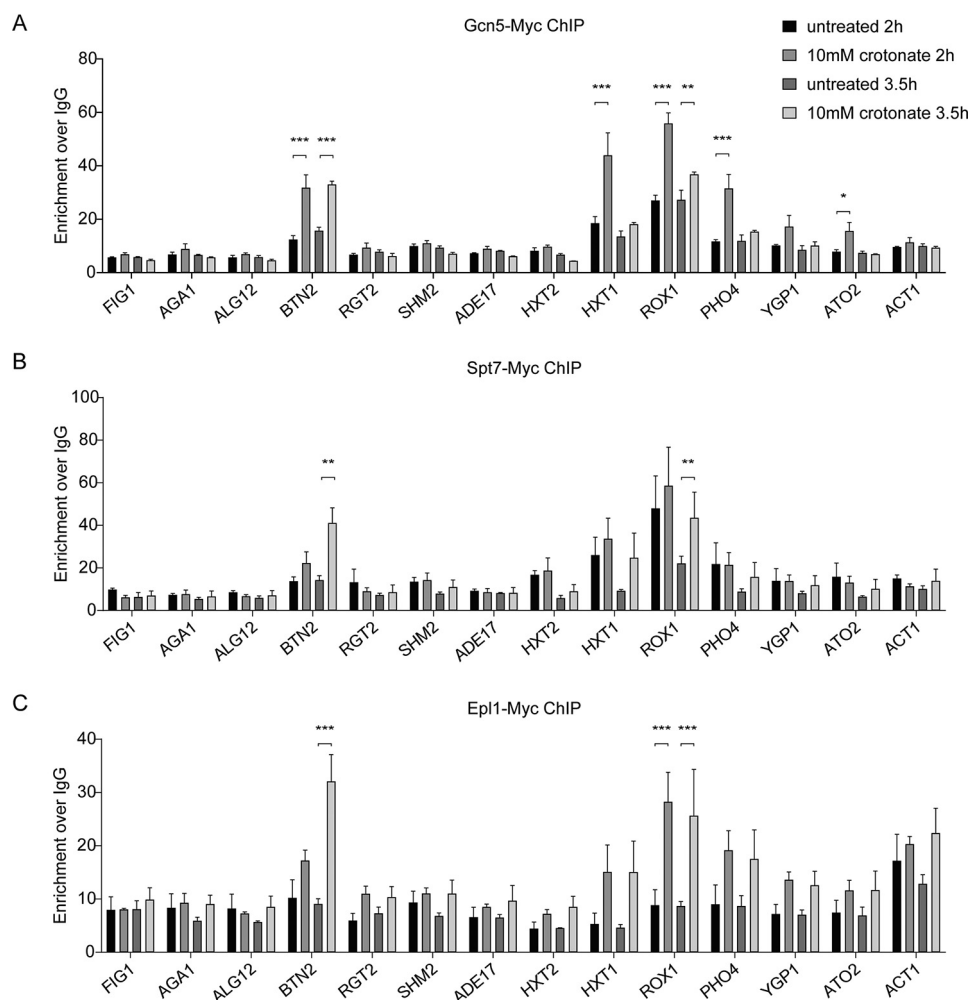 A
Gcn5-Myc ChIP
untreated 2h
10mM crotonate 2h
untreated 3.5h
10mM crotonate 3.5h
Enrichment over IgG
80
60
40
20
0
*** *** *** *** ** *** *
FIG1 AGA1 ALG12 BTN2 RGT2 SHM2 ADE17 HXT2 HXT1 ROX1 PHO4 YGP1 ATO2 ACT1
B
Spt7-Myc ChIP
Enrichment over IgG
100
80
60
40
20
0
** **
FIG1 AGA1 ALG12 BTN2 RGT2 SHM2 ADE17 HXT2 HXT1 ROX1 PHO4 YGP1 ATO2 ACT1
C
Epl1-Myc ChIP
Enrichment over IgG
40
30
20
10
0
*** *** ***
FIG1 AGA1 ALG12 BTN2 RGT2 SHM2 ADE17 HXT2 HXT1 ROX1 PHO4 YGP1 ATO2 ACT1